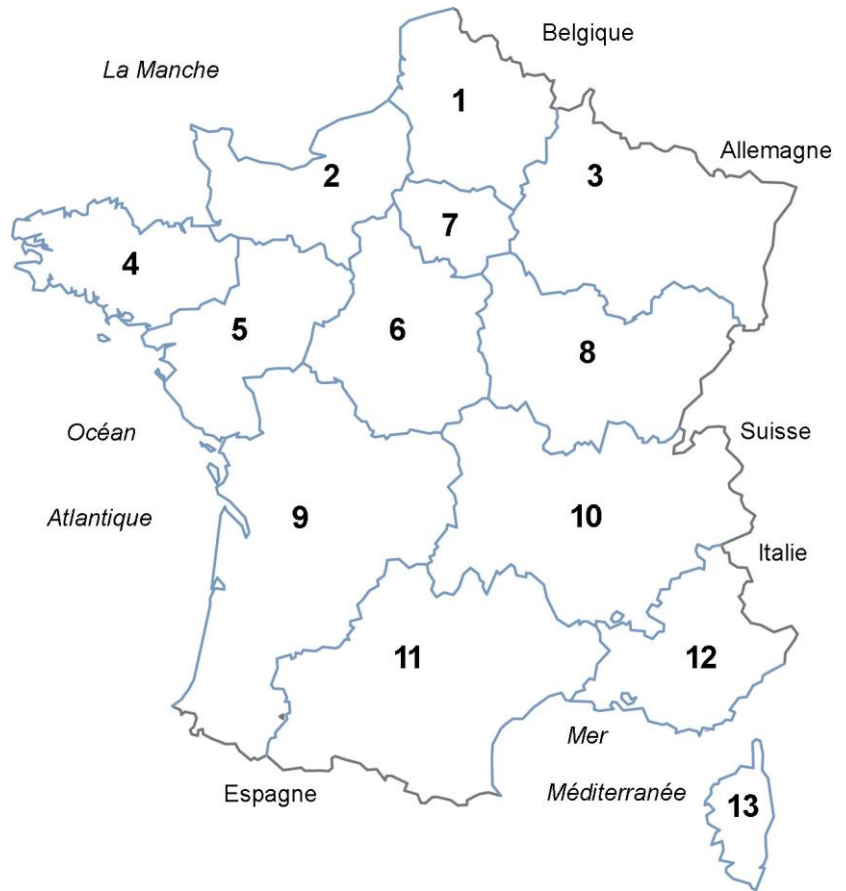 Belgique
La Manche
1
Allemagne
2
3
7
4
5
6
8
Océan
Suisse
Atlantique
9
10
Italie
11
12
Mer
Espagne
Méditerranée
13